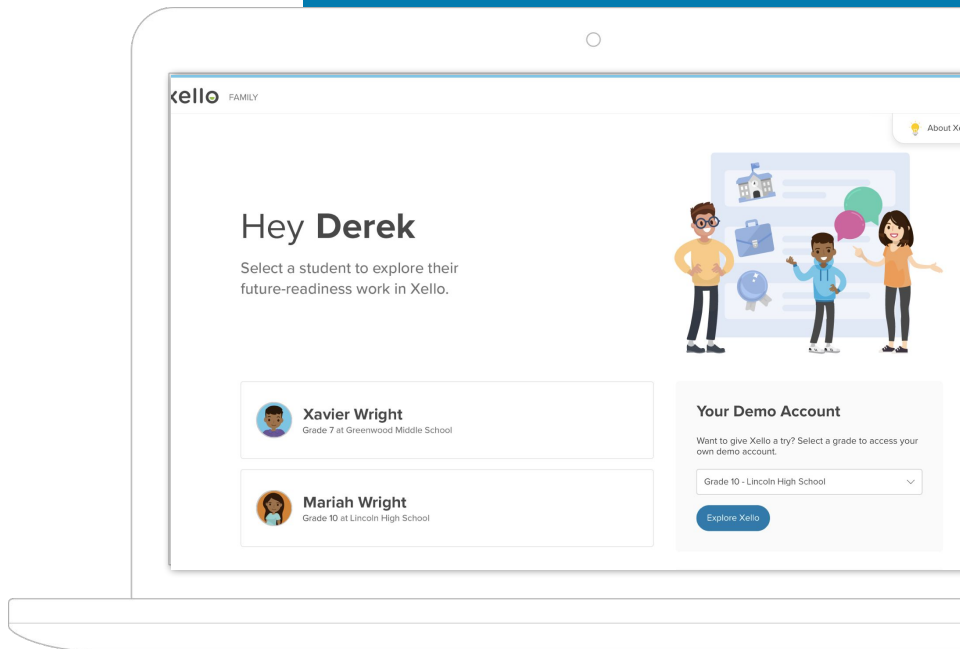 xello FAMILY
About Xe
Hey Derek
Select a student to explore their
future-readiness work in Xello.
Xavier Wright
Grade 7 at Greenwood Middle School
Mariah Wright
Grade 10 at Lincoln High School
Your Demo Account
Want to give Xello a try? Select a grade to access your
own demo account.
Grade 10 - Lincoln High School
Explore Xello